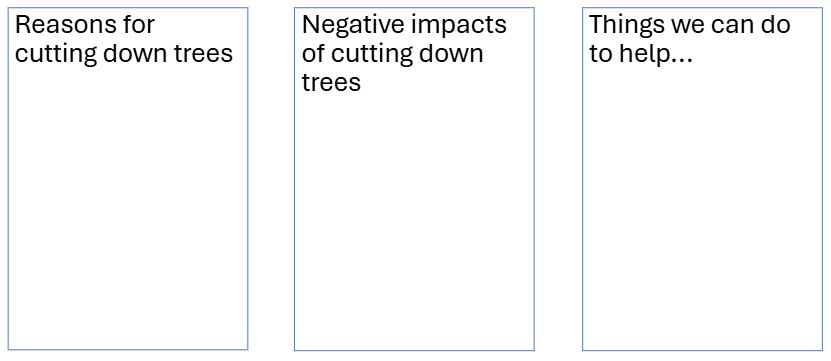 Reasons for
cutting down trees
Negative impacts
of cutting down
trees
Things we can do
to help...